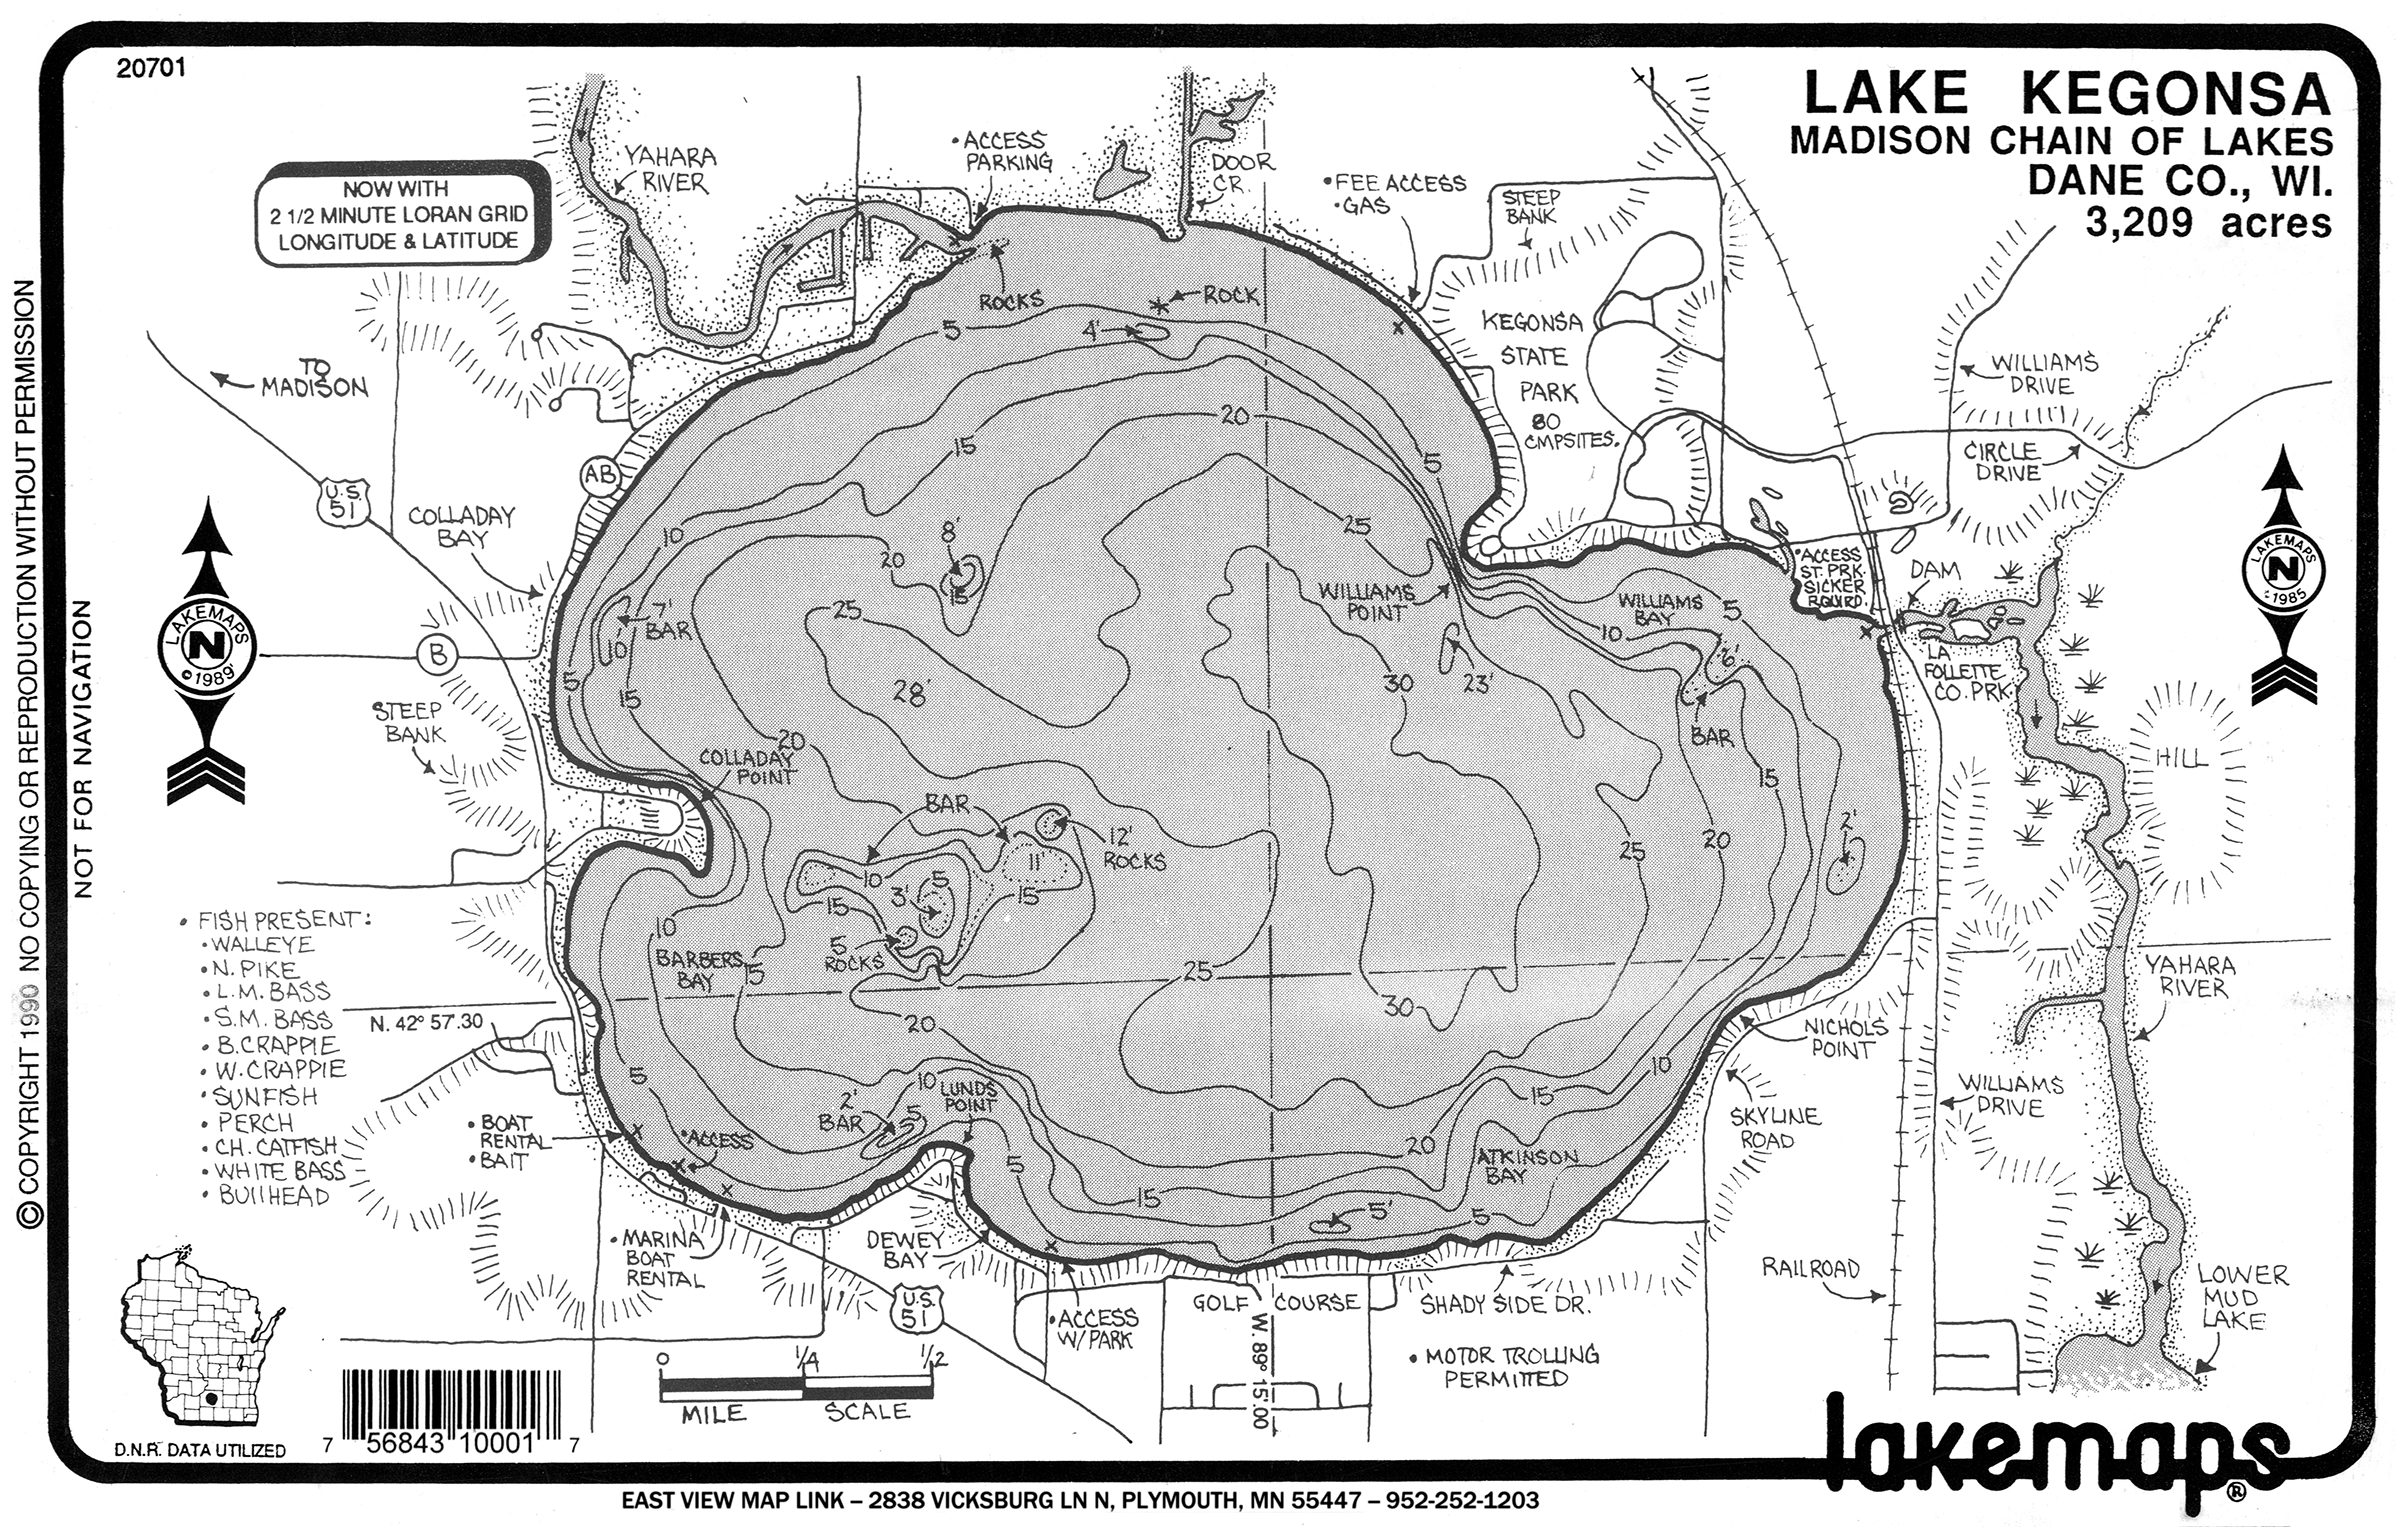 20701
LAKE KEGONSA
MADISON CHAIN OF LAKES
DANE CO., WI.
3,209 acres
NOW WITH
2 1/2 MINUTE LORAN GRID
LONGITUDE & LATITUDE
YAHARA
RIVER
•ACCESS
PARKING
DOOR
CR.
•FEE ACCESS
•GAS
STEEP
BANK
ROCKS
ROCK
5
4'
KEGONSA
STATE
PARK
80
CMPSITES.
TO
MADISON
WILLIAMS
DRIVE
CIRCLE
DRIVE
U.S.
51
AB
COLLADAY
BAY
20
15
5
10
25
8'
20
15
•ACCESS
ST. PRK.
SICKER
RQUIRD.
DAM
LAKEMAPS
N
©1989'
LAKEMAPS
N
©1985
WILLIAMS
POINT
WILLIAMS
BAY
5
10
7'
BAR
10'
25
B
6'
LA
FOLLETTE
CO. PRK.
5
15
28'
30
23'
BAR
STEEP
BANK
20
COLLADAY
POINT
15
HILL
BAR
12'
ROCKS
11'
10
5
3'
15
15
5
ROCKS
25
20
2'
• FISH PRESENT:
•WALLEYE
•N. PIKE
•L.M. BASS
•S.M. BASS
•B.CRAPPIE
•W.CRAPPIE
•SUNFISH
•PERCH
•CH. CATFISH
•WHITE BASS
•BULLHEAD
10
BARBERS
BAY
15
25
30
YAHARA
RIVER
N. 42° 57.30
20
NICHOLS
POINT
5
10
LUNDS
POINT
2'
BAR
5
10
15
WILLIAMS
DRIVE
SKYLINE
ROAD
•BOAT
RENTAL
•BAIT
•ACCESS
5
20
ATKINSON
BAY
15
5'
5
•MARINA
BOAT
RENTAL
DEWEY
BAY
U.S.
51
•ACCESS
W/PARK
GOLF COURSE
SHADY SIDE DR.
RAILROAD
LOWER
MUD
LAKE
W. 89° 15'.00
• MOTOR TROLLING
PERMITTED
0 1/4 1/2
MILE SCALE
D.N.R. DATA UTILIZED
7 56843 10001 7
lakemaps®
EAST VIEW MAP LINK – 2838 VICKSBURG LN N, PLYMOUTH, MN 55447 – 952-252-1203
© COPYRIGHT 1990 NO COPYING OR REPRODUCTION WITHOUT PERMISSION
NOT FOR NAVIGATION